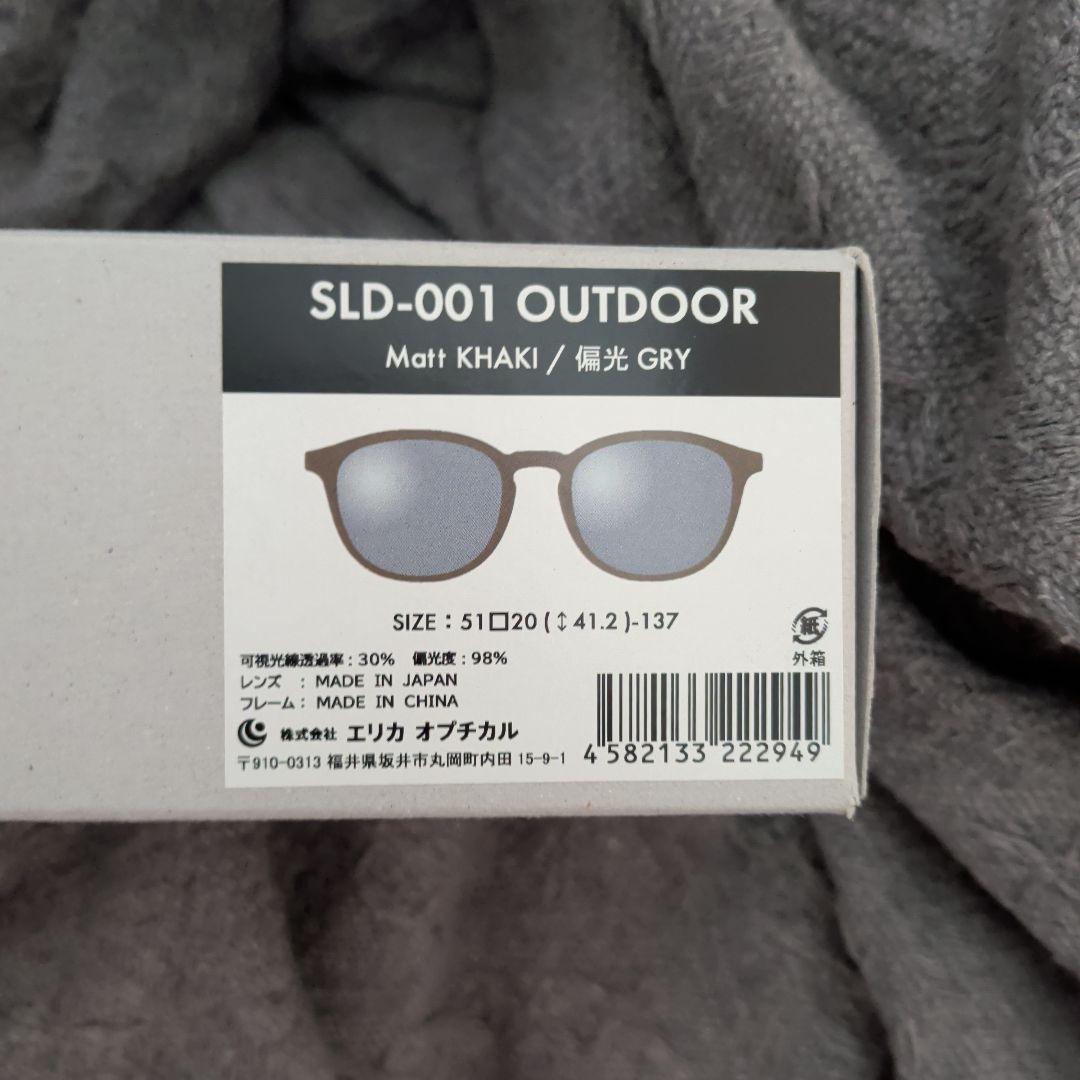 SLD-001 OUTDOOR
Matt KHAKI / 偏光 GRY
SIZE：51□20 (↕41.2)-137
紙
外箱
可視光線透過率：30% 偏光度：98%
レンズ ：MADE IN JAPAN
フレーム：MADE IN CHINA
株式会社 エリカ オプチカル
〒910-0313 福井県坂井市丸岡町内田 15-9-1
4 582133 222949